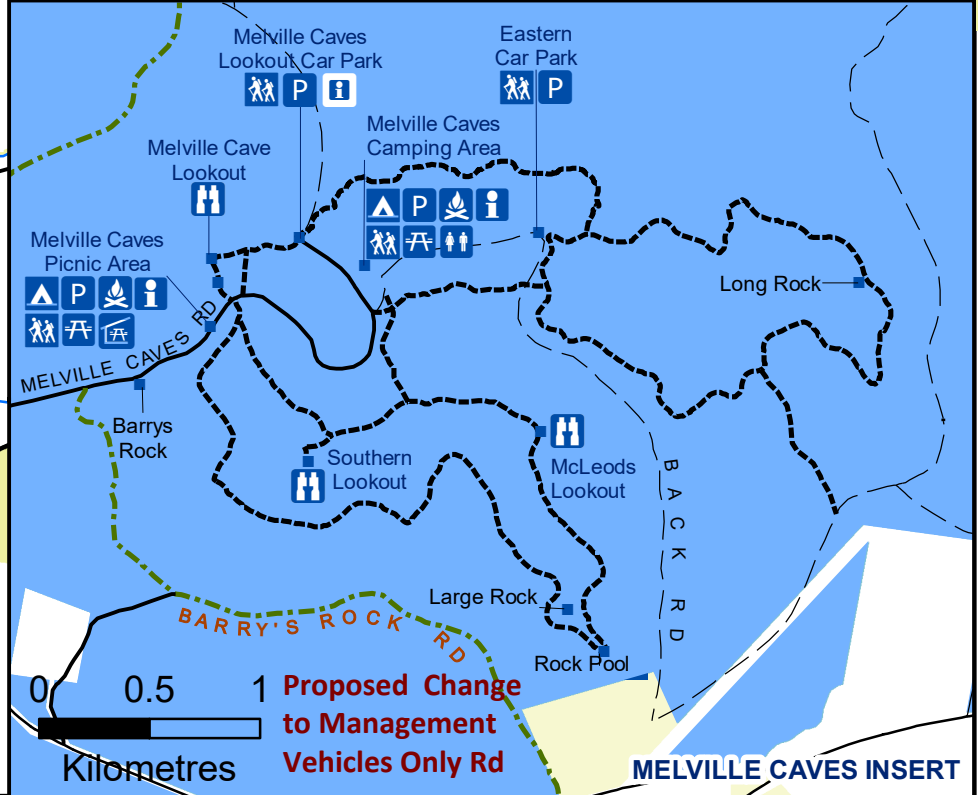 Melville Caves
Lookout Car Park
P
i
Eastern
Car Park
P
Melville Cave
Lookout
Melville Caves
Camping Area
P
i
Melville Caves
Picnic Area
P
i
Long Rock
MELVILLE CAVES RD
Barrys
Rock
Southern
Lookout
McLeods
Lookout
BACK RD
Large Rock
BARRY'S ROCK RD
Rock Pool
0 0.5 1
Kilometres
Proposed Change
to Management
Vehicles Only Rd
MELVILLE CAVES INSERT